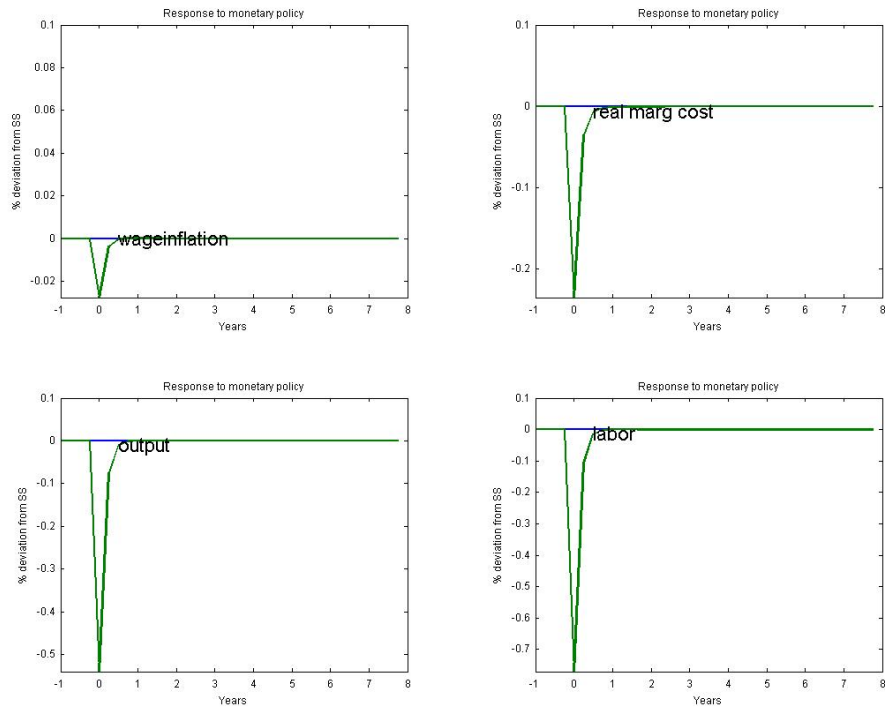 Response to monetary policy
% deviation from SS
0.1
0.08
0.06
0.04
0.02
0
-0.02
wageinflation
-1 0 1 2 3 4 5 6 7 8
Years
Response to monetary policy
% deviation from SS
0.1
0
-0.1
-0.2
real marg cost
-1 0 1 2 3 4 5 6 7 8
Years
Response to monetary policy
% deviation from SS
0.1
0
-0.1
-0.2
-0.3
-0.4
-0.5
output
-1 0 1 2 3 4 5 6 7 8
Years
Response to monetary policy
% deviation from SS
0.1
0
-0.1
-0.2
-0.3
-0.4
-0.5
-0.6
-0.7
labor
-1 0 1 2 3 4 5 6 7 8
Years